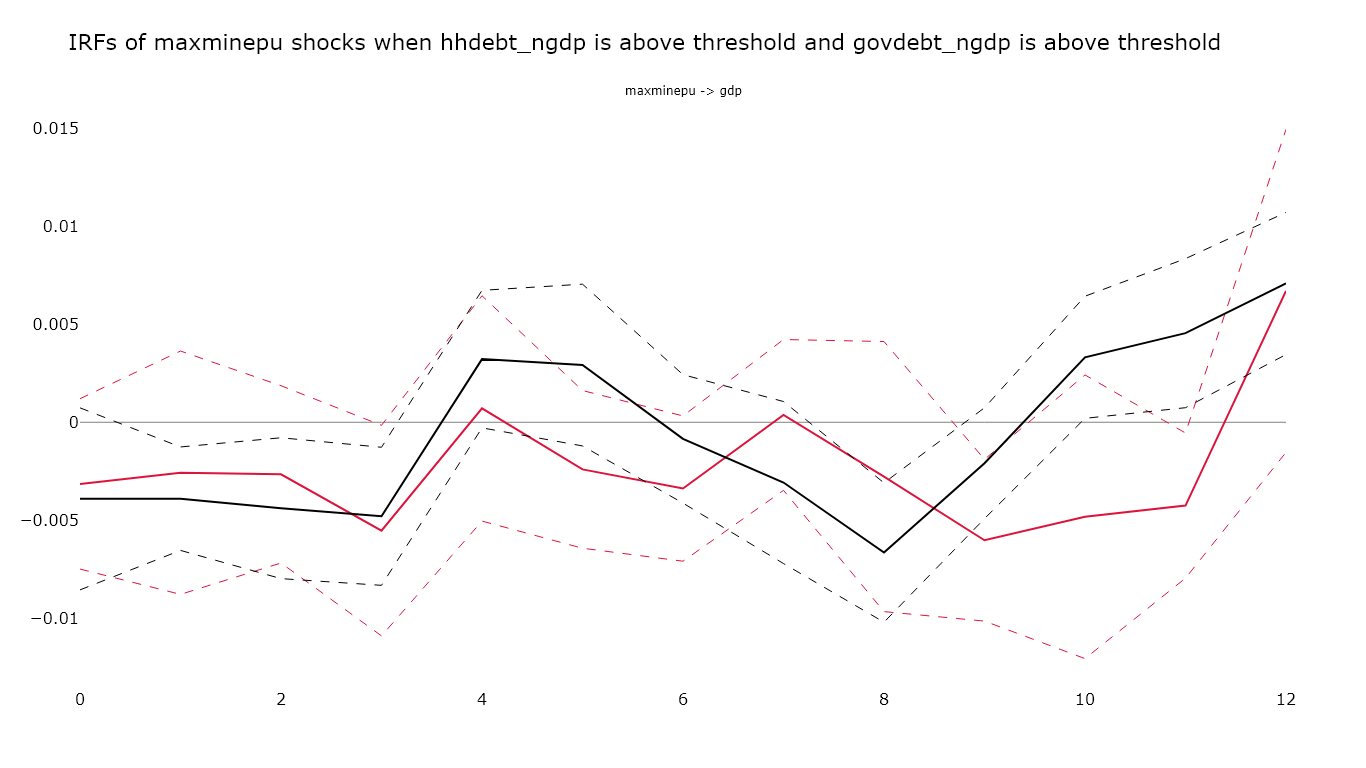 IRFs of maxminepu shocks when hhdebt_ngdp is above threshold and govdebt_ngdp is above threshold
maxminepu -> gdp
0.015
0.01
0.005
0
−0.005
−0.01
0 2 4 6 8 10 12